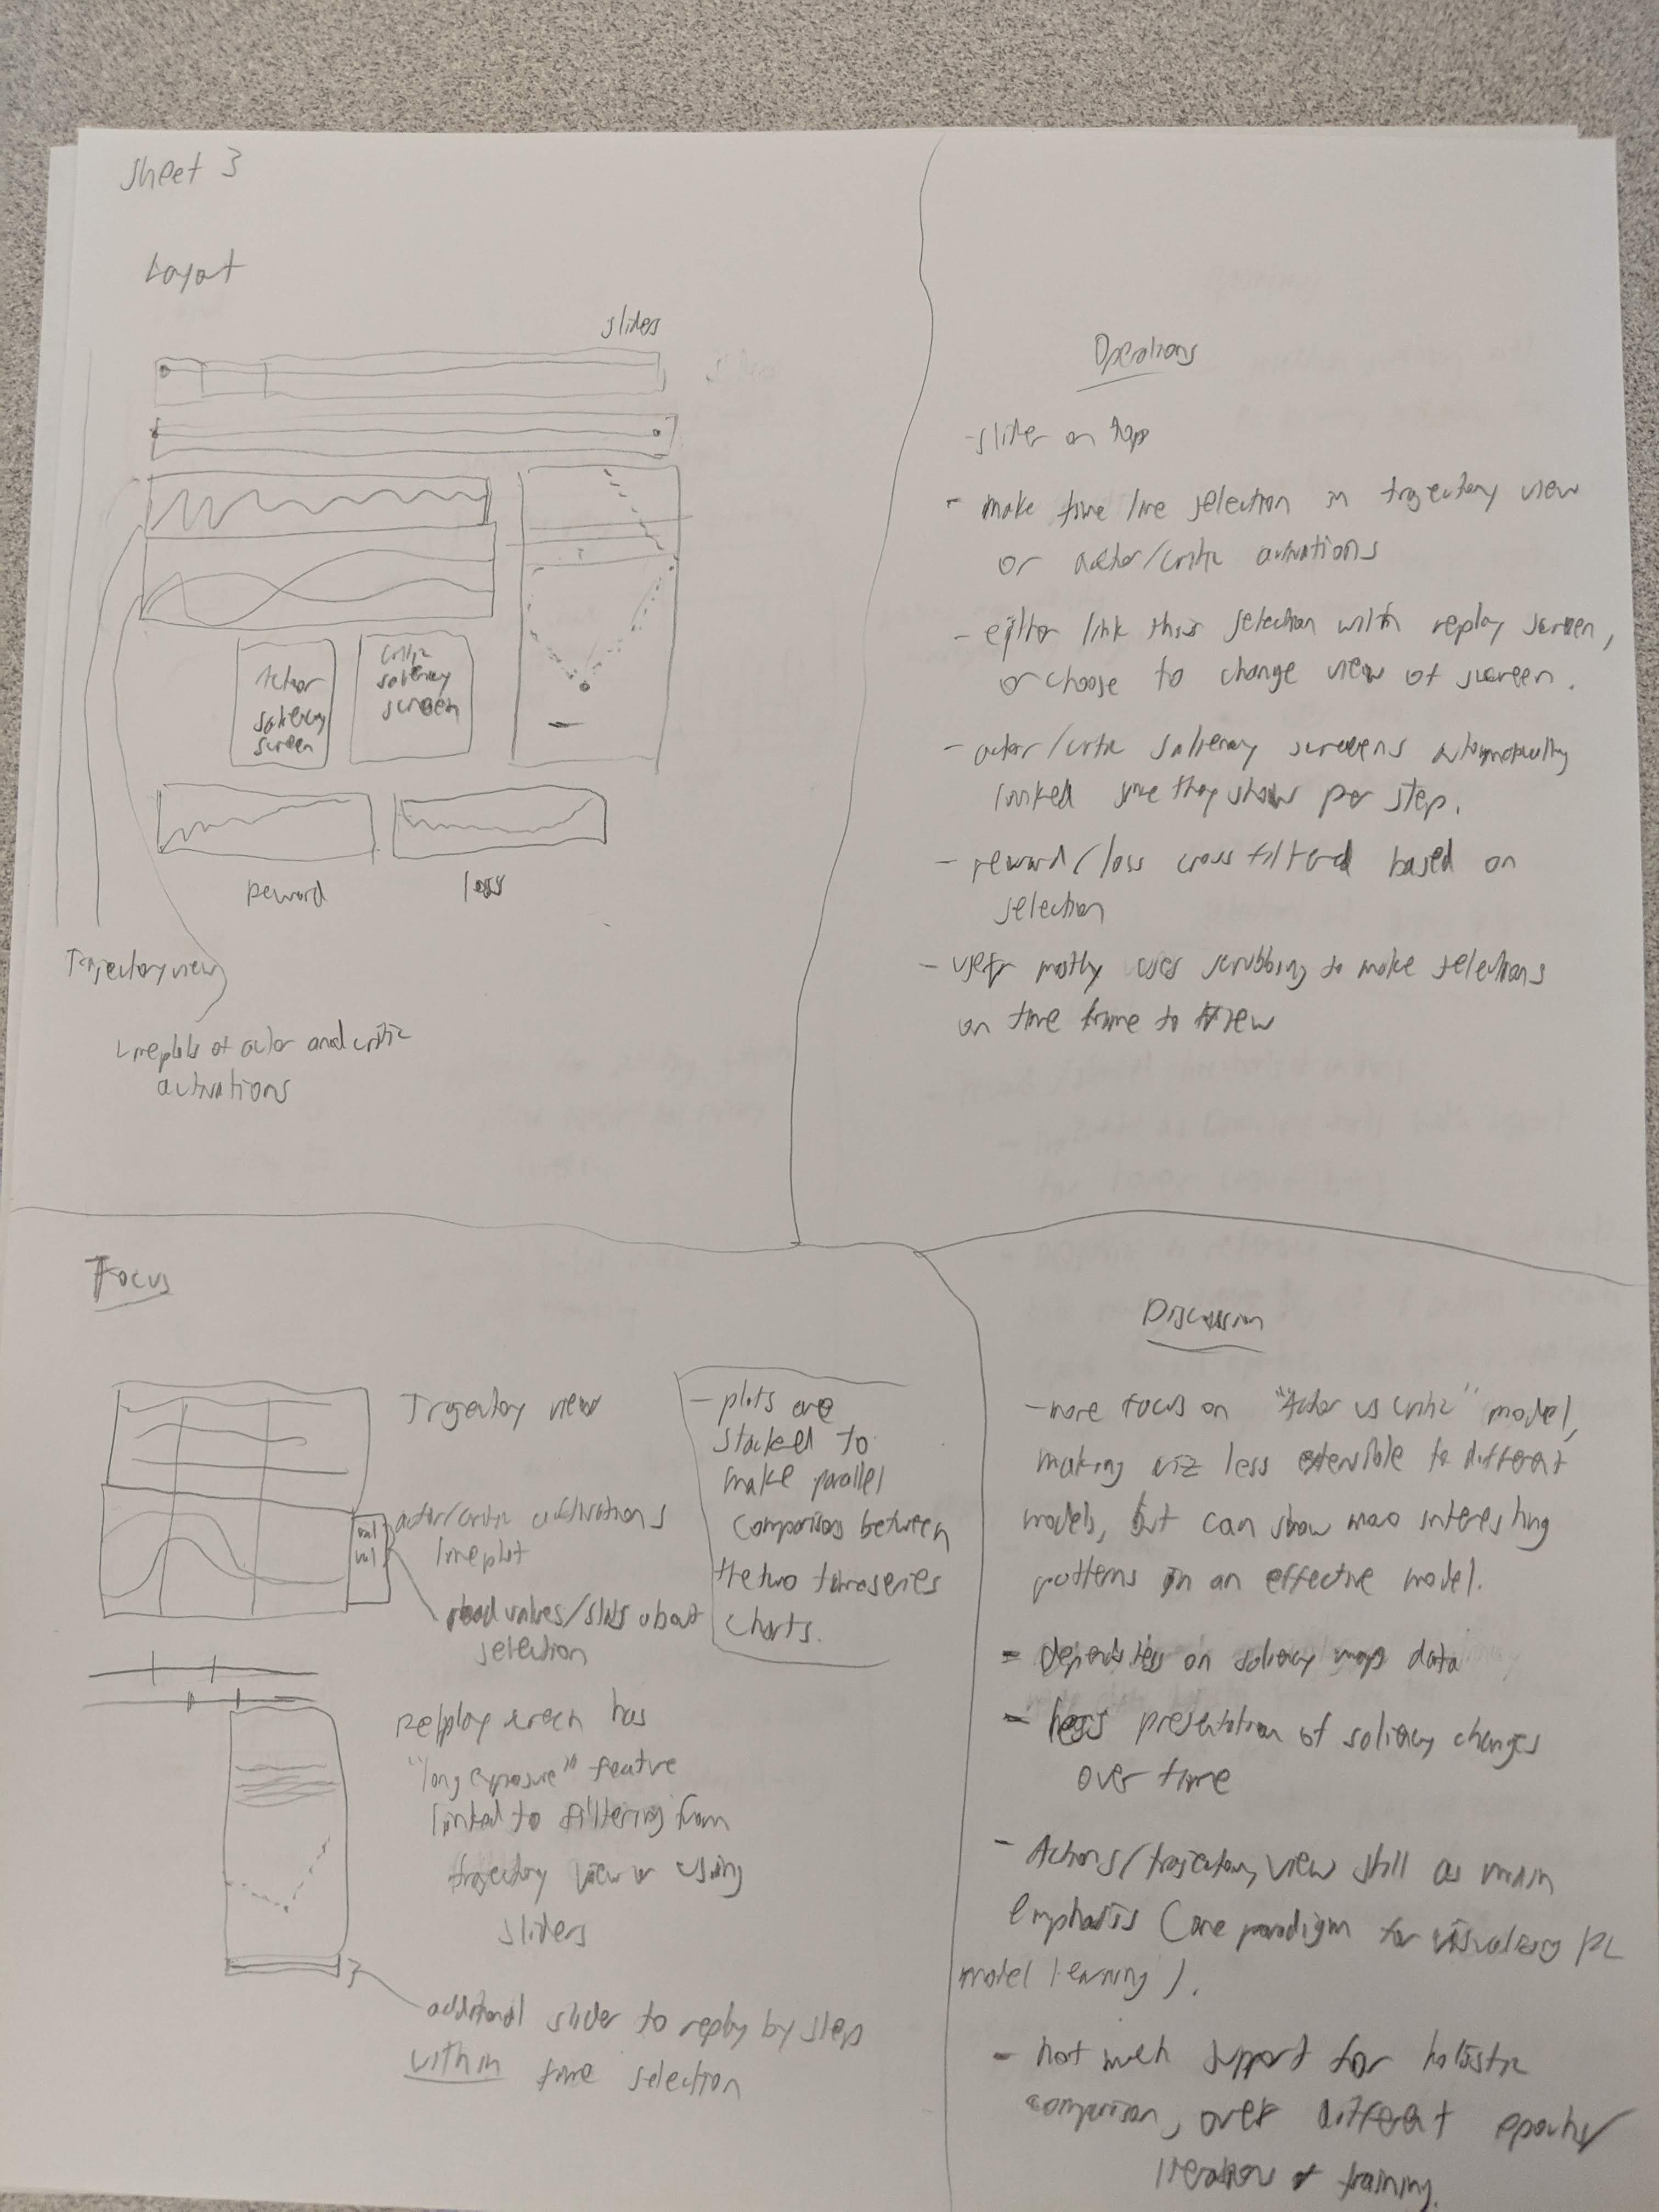 Sheet 3
Layot
sliders
Actor
saliency
screen
critic
saliency
screen
reward
loss
Trajectory view
Lineplots of actor and critic
activations
Operations
- slider on top
- make time line selection in trajectory view
or actor/critic activations
- either link this selection with replay screen,
or choose to change view of screen.
- actor/critic saliency screens automatically
linked since they show per step.
- reward/loss cross filtered based on
selection
- user mostly uses scrubbing to make selections
on time frame to view
Focus
Trajectory view
actor/critic activations
lineplot
val
val
read values/stats about
selection
- plots are
stacked to
make parallel
comparison between
the two timeseries
charts.
Replay screen has
"long exposure" feature
linked to filtering from
trajectory view or using
sliders
additional slider to replay by step
within time selection
Discussion
- more focus on "Actor vs Critic" model,
making viz less extensible to different
models, but can show more interesting
patterns in an effective model.
- depends less on saliency map data
- less presentation of saliency changes
over time
- Actions/trajectory view still as main
emphasis (core paradigm for visualizing RL
model learning).
- not much support for holistic
comparison, over different epochs/
iterations of training.